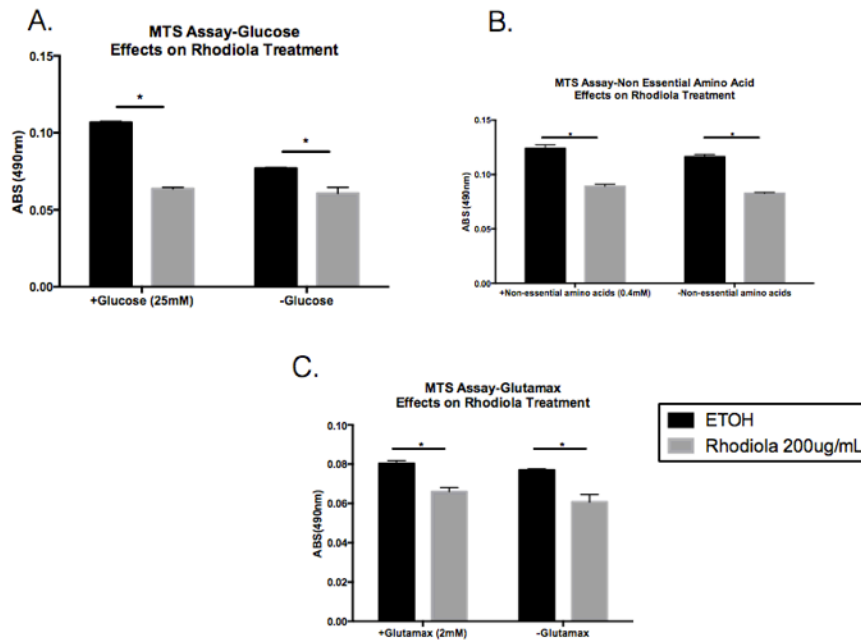 A.
MTS Assay-Glucose
Effects on Rhodiola Treatment
0.15
0.10
0.05
0.00
ABS (490nm)
*
*
+Glucose (25mM)
-Glucose
B.
MTS Assay-Non Essential Amino Acid
Effects on Rhodiola Treatment
0.15
0.10
0.05
0.00
ABS (490nm)
*
*
+Non-essential amino acids (0.4mM)
-Non-essential amino acids
C.
MTS Assay-Glutamax
Effects on Rhodiola Treatment
0.10
0.08
0.06
0.04
0.02
0.00
ABS(490nm)
*
*
+Glutamax (2mM)
-Glutamax
ETOH
Rhodiola 200ug/mL